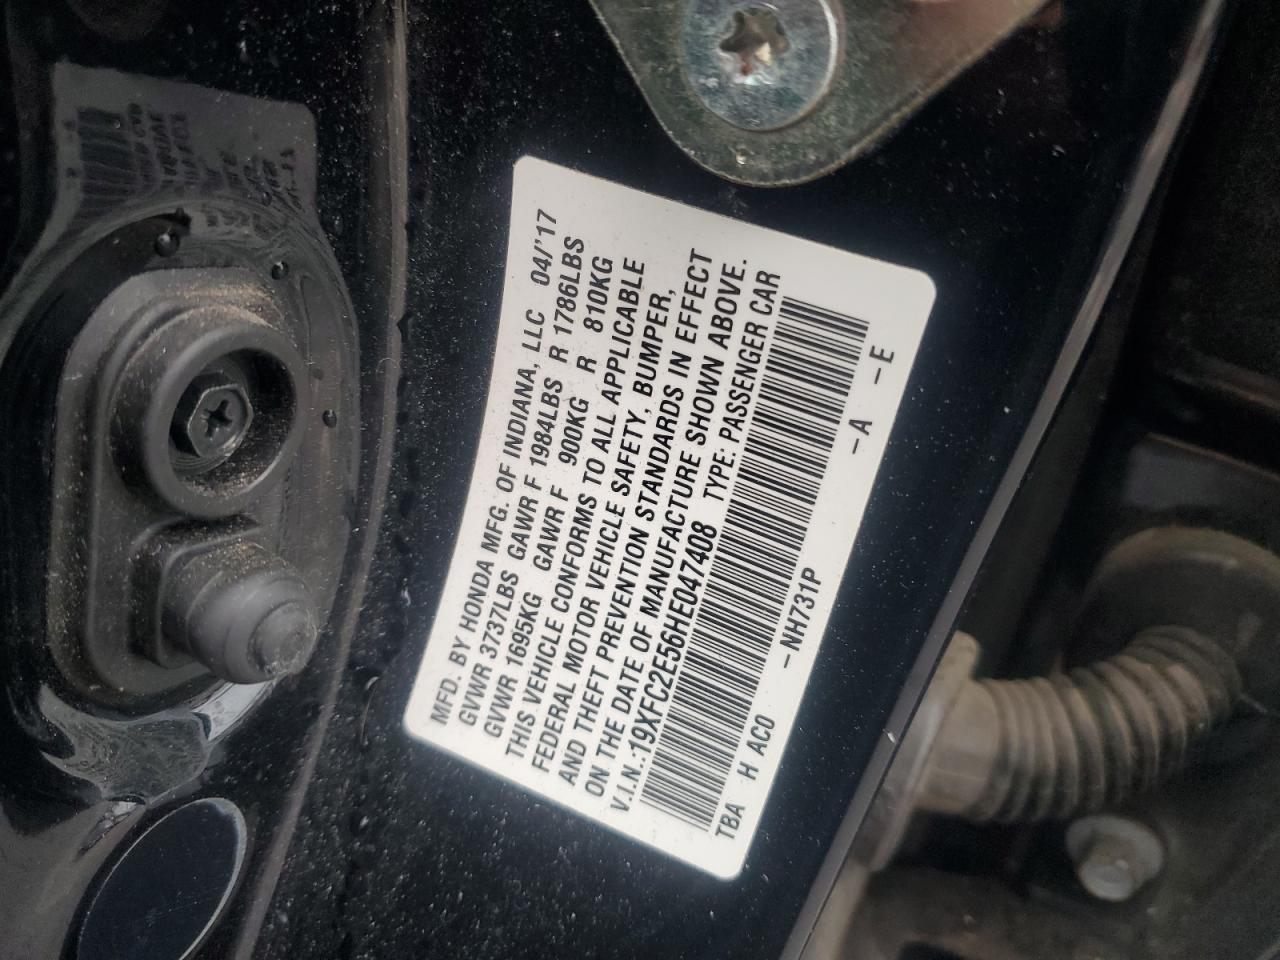 MFD. BY HONDA MFG. OF INDIANA, LLC 04/'17
GVWR 3737LBS GAWR F 1984LBS R 1786LBS
GVWR 1695KG GAWR F 900KG R 810KG
THIS VEHICLE CONFORMS TO ALL APPLICABLE
FEDERAL MOTOR VEHICLE SAFETY, BUMPER,
AND THEFT PREVENTION STANDARDS IN EFFECT
ON THE DATE OF MANUFACTURE SHOWN ABOVE.
V.I.N.:19XFC2E56HE047408 TYPE: PASSENGER CAR
TBA H AC0 -NH731P -A -E